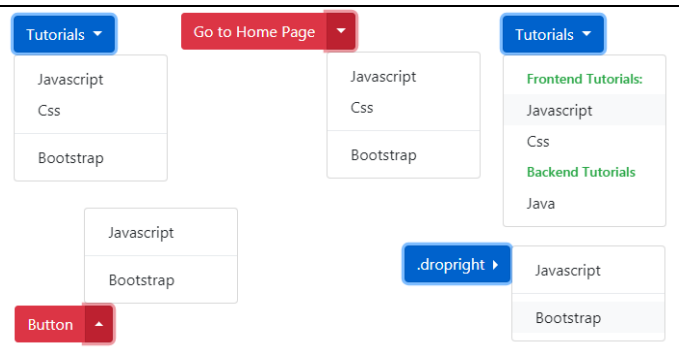 Tutorials
Javascript
Css
Bootstrap
Go to Home Page
Javascript
Css
Bootstrap
Tutorials
Frontend Tutorials:
Javascript
Css
Backend Tutorials
Java
Javascript
Bootstrap
Button
.dropright
Javascript
Bootstrap